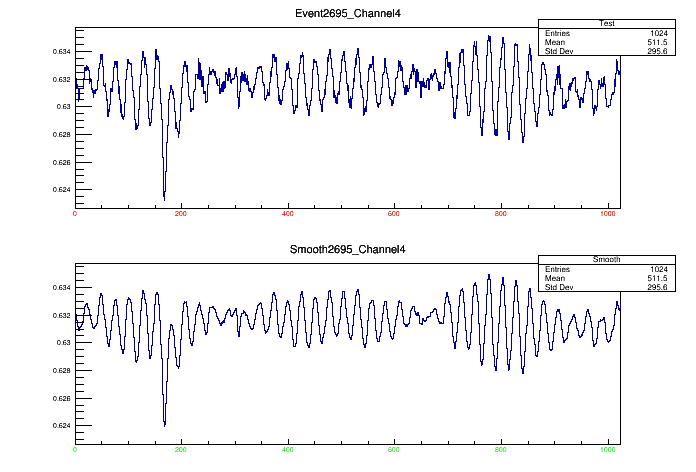 Event2695_Channel4
Test
Entries 1024
Mean 511.5
Std Dev 295.6
0.634
0.632
0.63
0.628
0.626
0.624
0 200 400 600 800 1000
Smooth2695_Channel4
Smooth
Entries 1024
Mean 511.5
Std Dev 295.6
0.634
0.632
0.63
0.628
0.626
0.624
0 200 400 600 800 1000